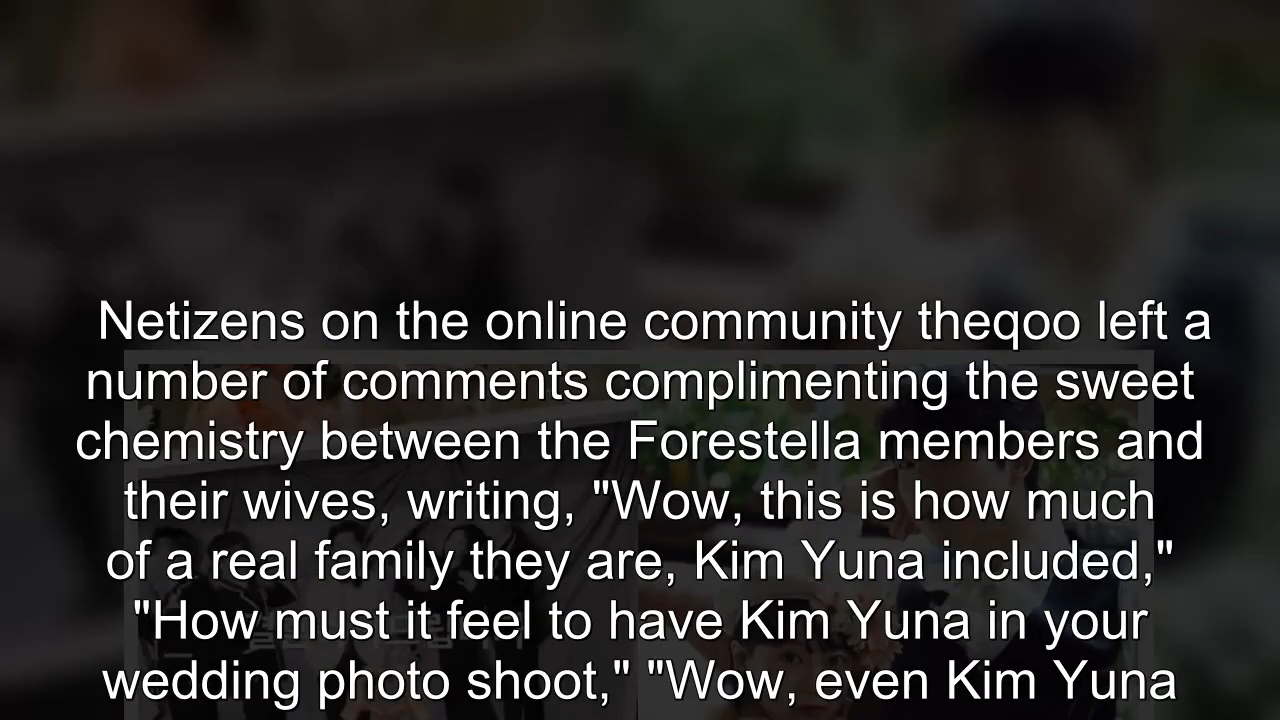 Netizens on the online community theqoo left a
number of comments complimenting the sweet
chemistry between the Forestella members and
their wives, writing, "Wow, this is how much
of a real family they are, Kim Yuna included,"
"How must it feel to have Kim Yuna in your
wedding photo shoot," "Wow, even Kim Yuna